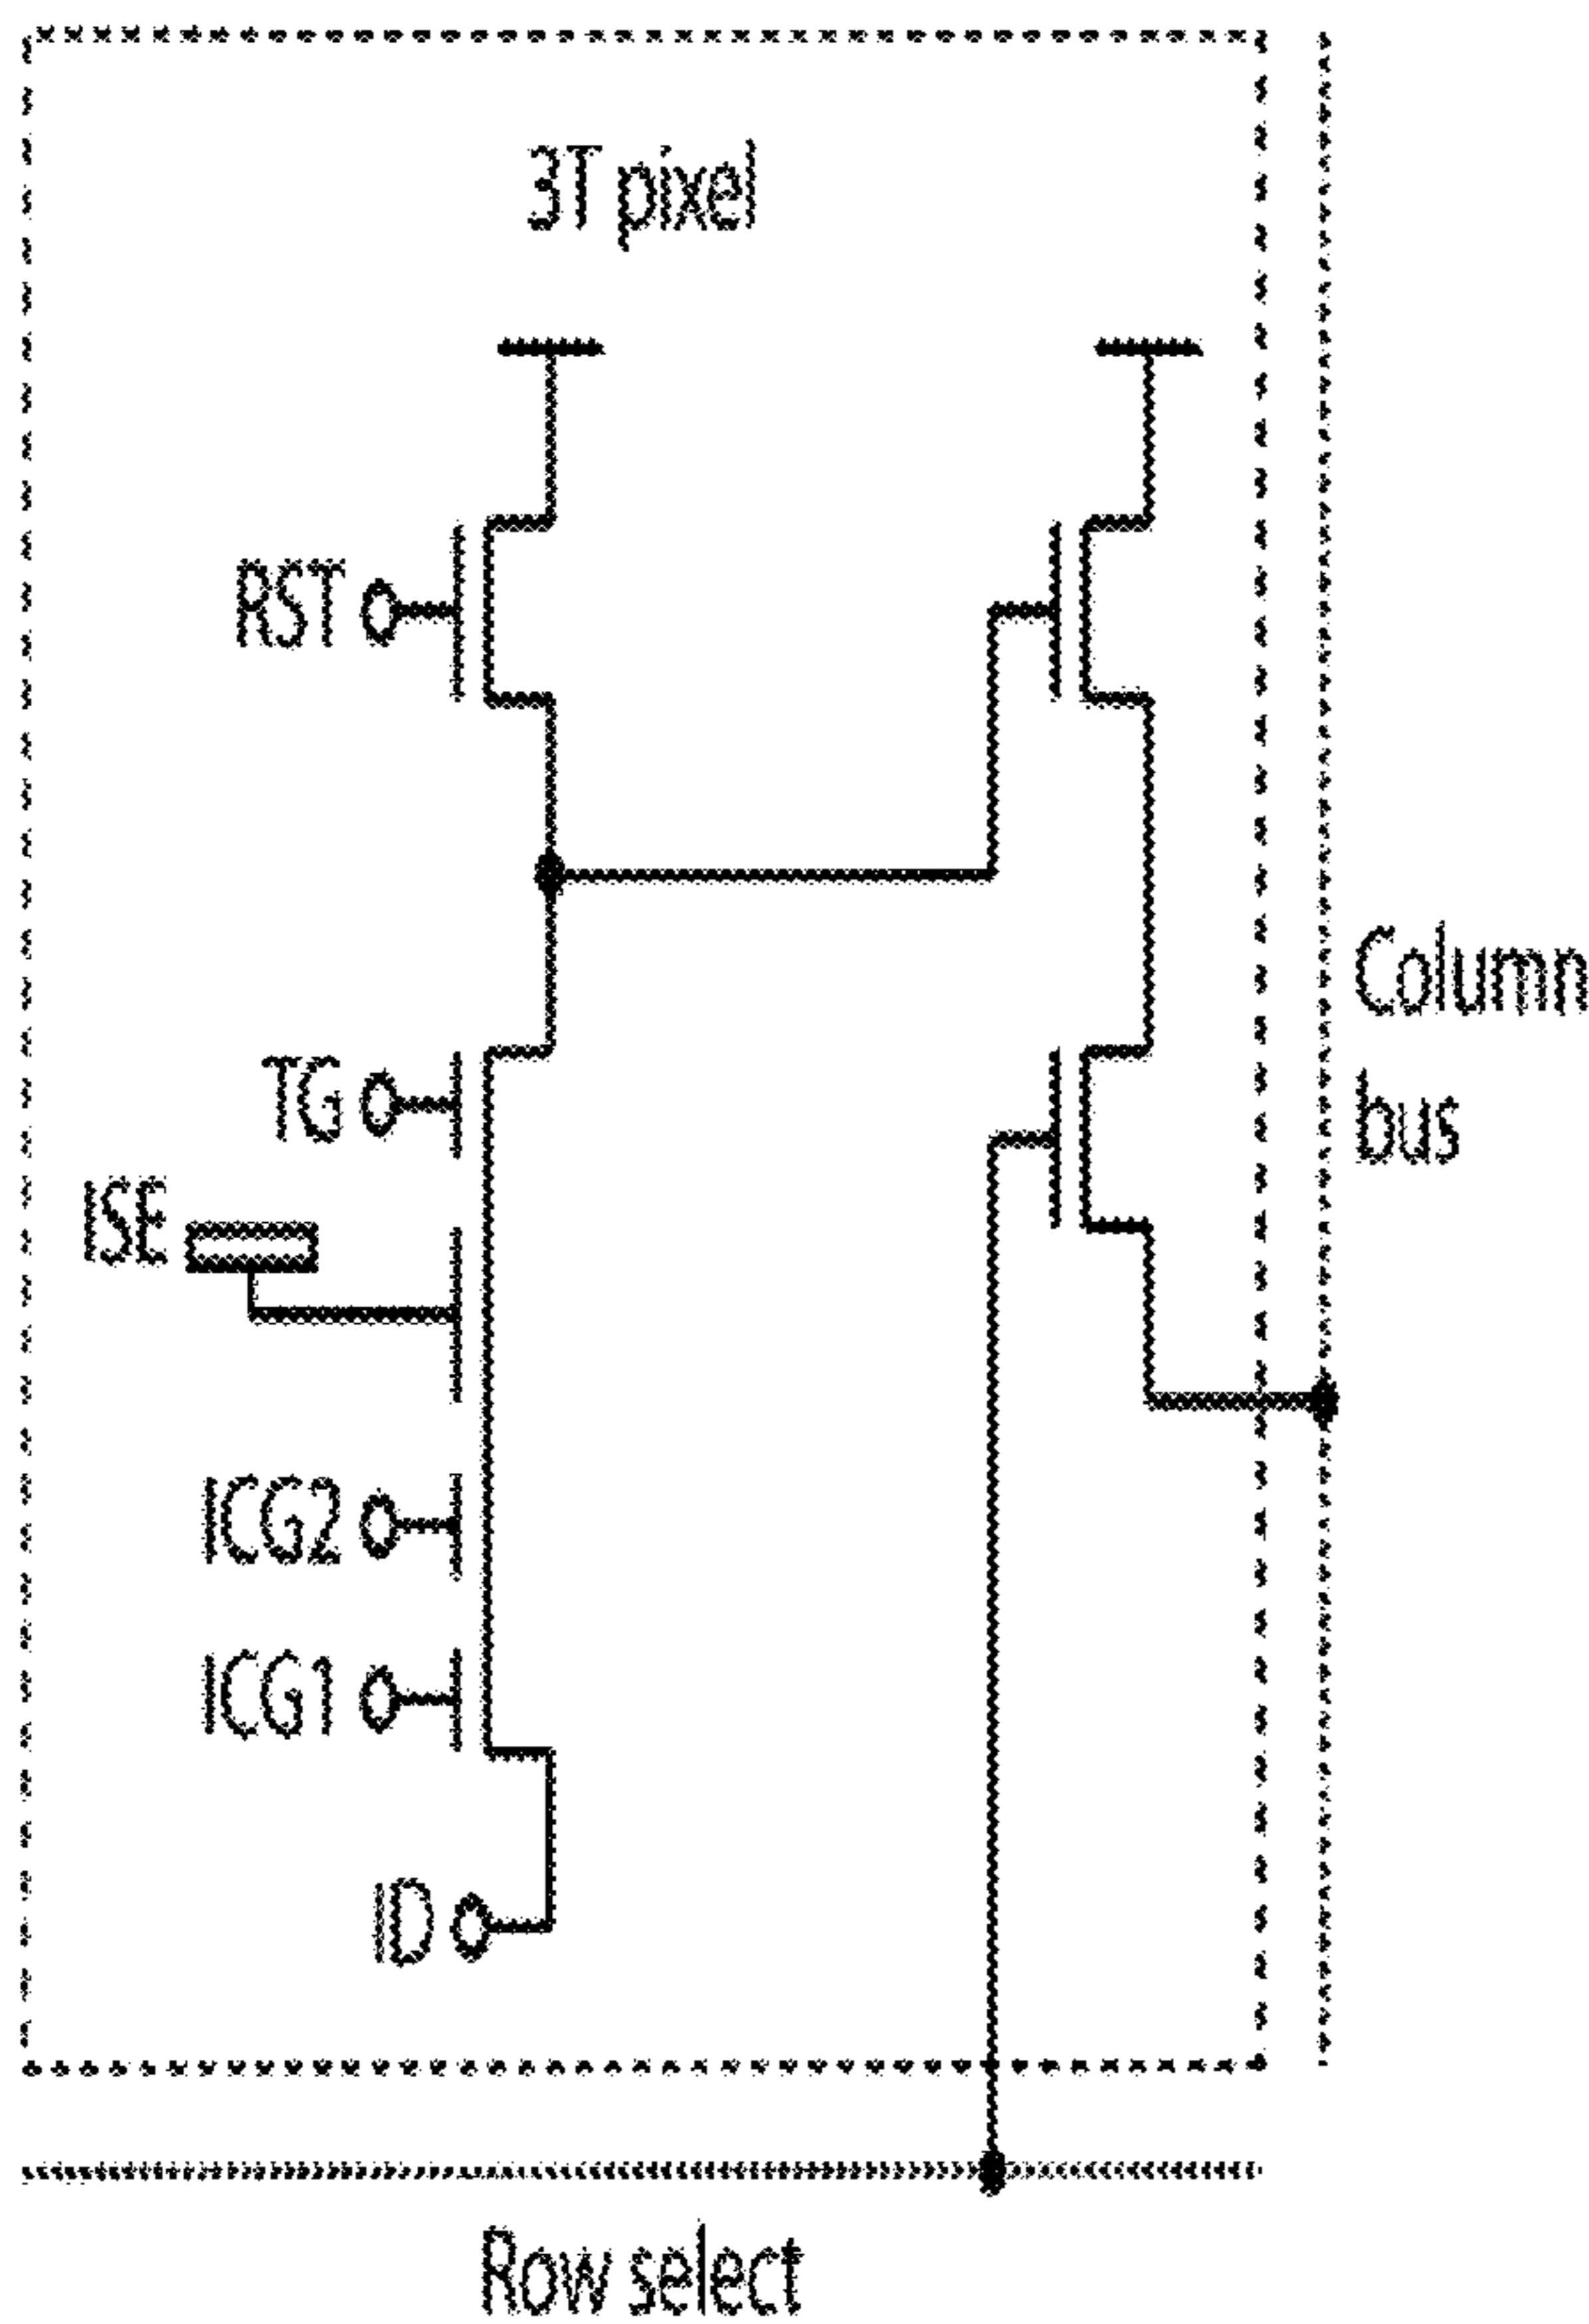 3T pixel
RST
Column
bus
TG
ISE
ICG2
ICG1
ID
Row select